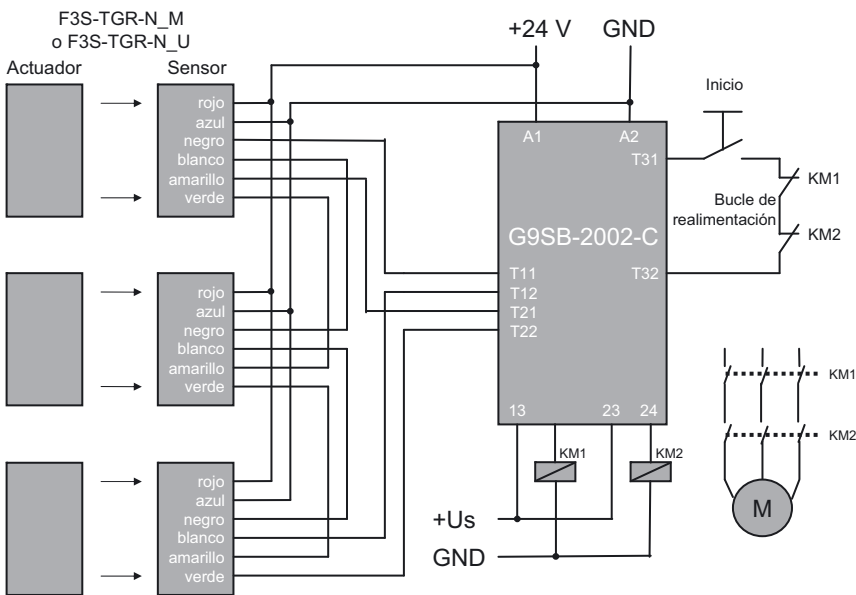 F3S-TGR-N_M
o F3S-TGR-N_U
Actuador
Sensor
rojo
azul
negro
blanco
amarillo
verde
rojo
azul
negro
blanco
amarillo
verde
rojo
azul
negro
blanco
amarillo
verde
+24 V
GND
A1
A2
T31
G9SB-2002-C
T11
T12
T21
T22
T32
13
23
24
Inicio
KM1
Bucle de
realimentación
KM2
KM1
KM2
+Us
GND
KM1
KM2
M